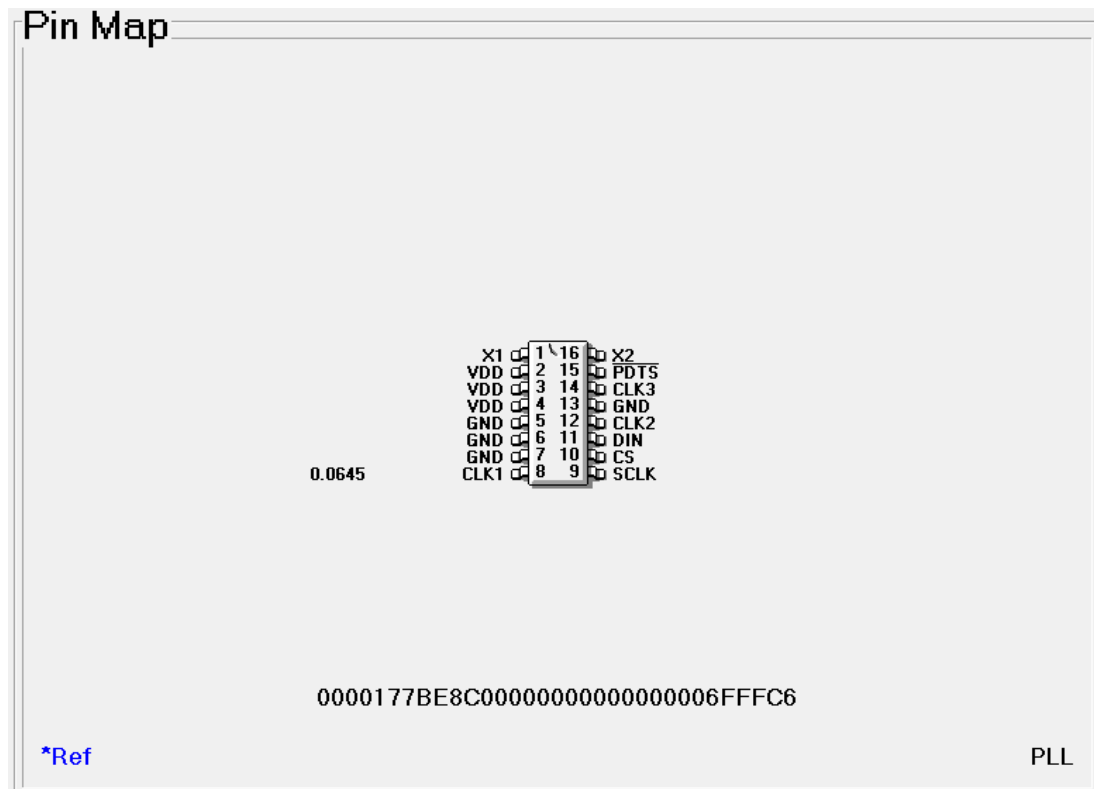 Pin Map
X1 1 16 X2
VDD 2 15 PDTS
VDD 3 14 CLK3
VDD 4 13 GND
GND 5 12 CLK2
GND 6 11 DIN
GND 7 10 CS
0.0645 CLK1 8 9 SCLK
0000177BE8C00000000000000006FFFC6
*Ref PLL